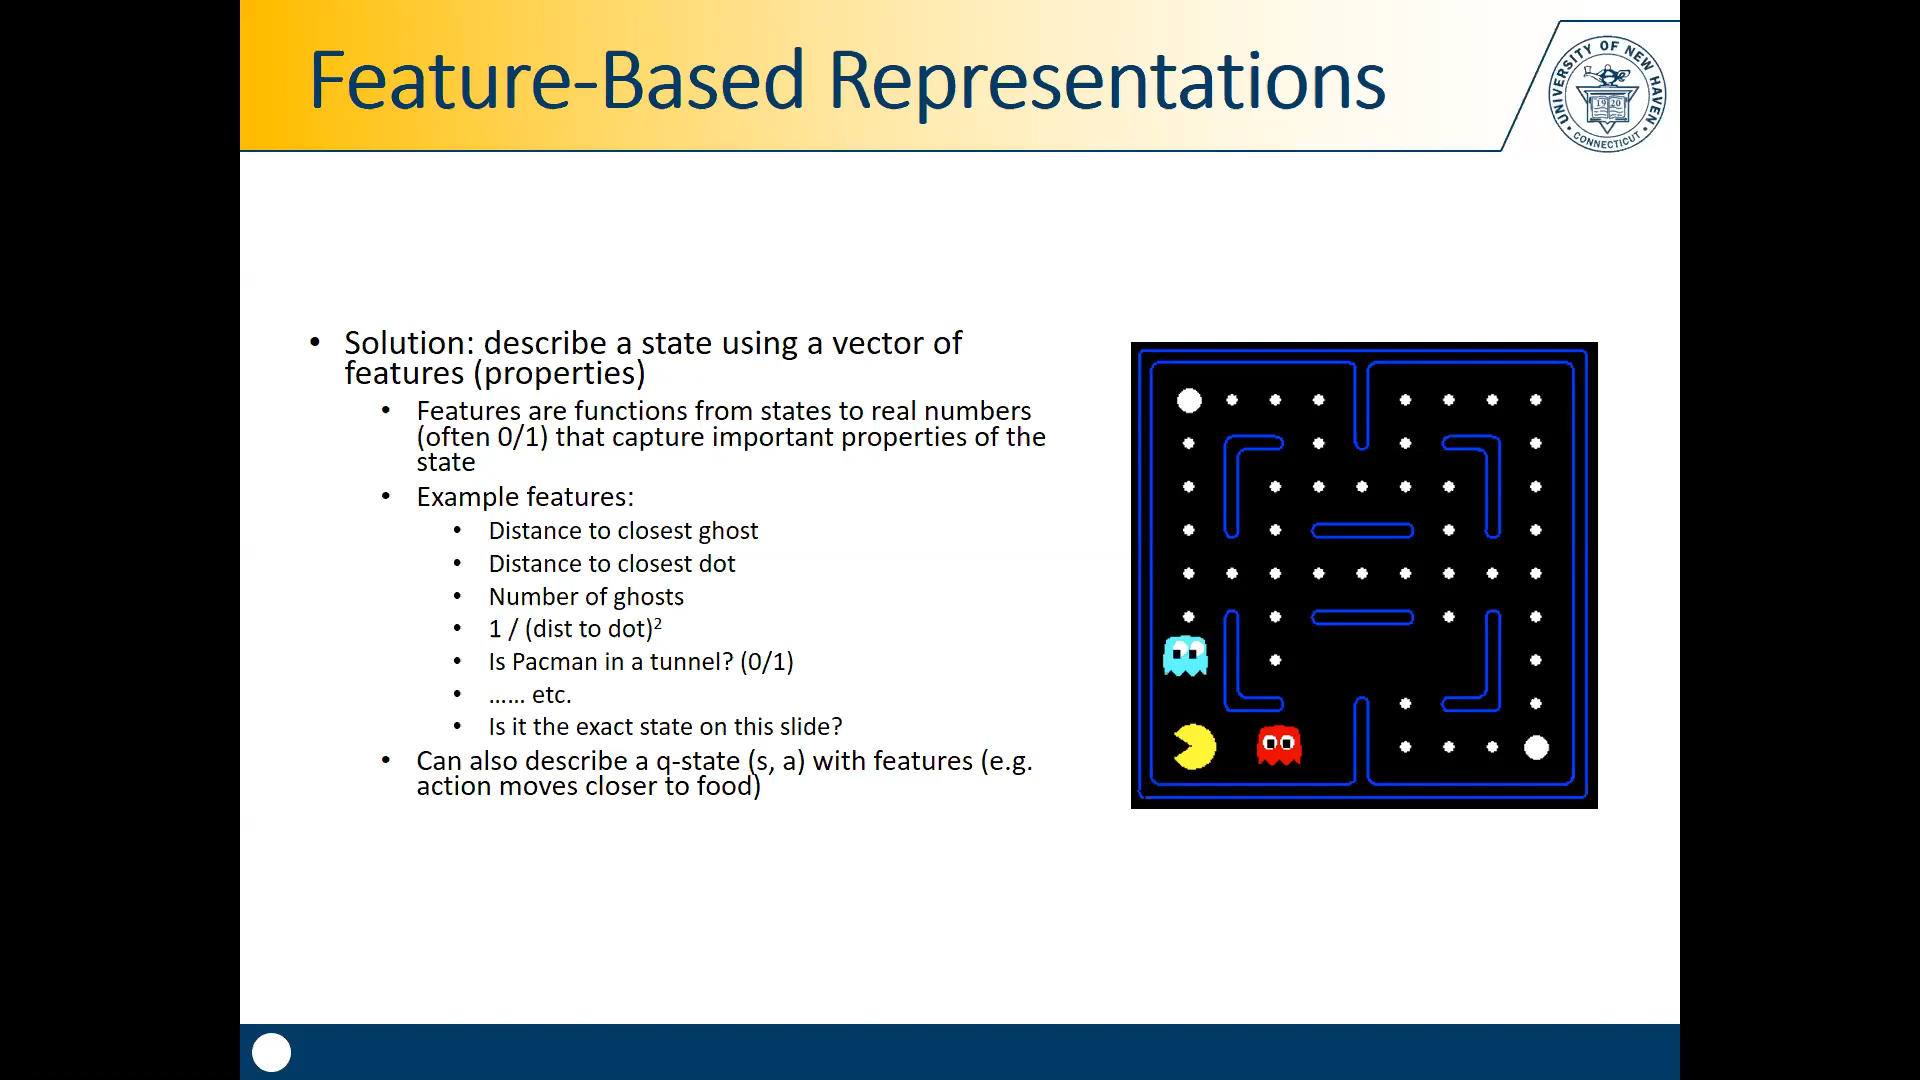 Feature-Based Representations
UNIVERSITY OF NEW HAVEN
1920
• CONNECTICUT •
• Solution: describe a state using a vector of
features (properties)
• Features are functions from states to real numbers
(often 0/1) that capture important properties of the
state
• Example features:
• Distance to closest ghost
• Distance to closest dot
• Number of ghosts
• 1 / (dist to dot)²
• Is Pacman in a tunnel? (0/1)
• …… etc.
• Is it the exact state on this slide?
• Can also describe a q-state (s, a) with features (e.g.
action moves closer to food)